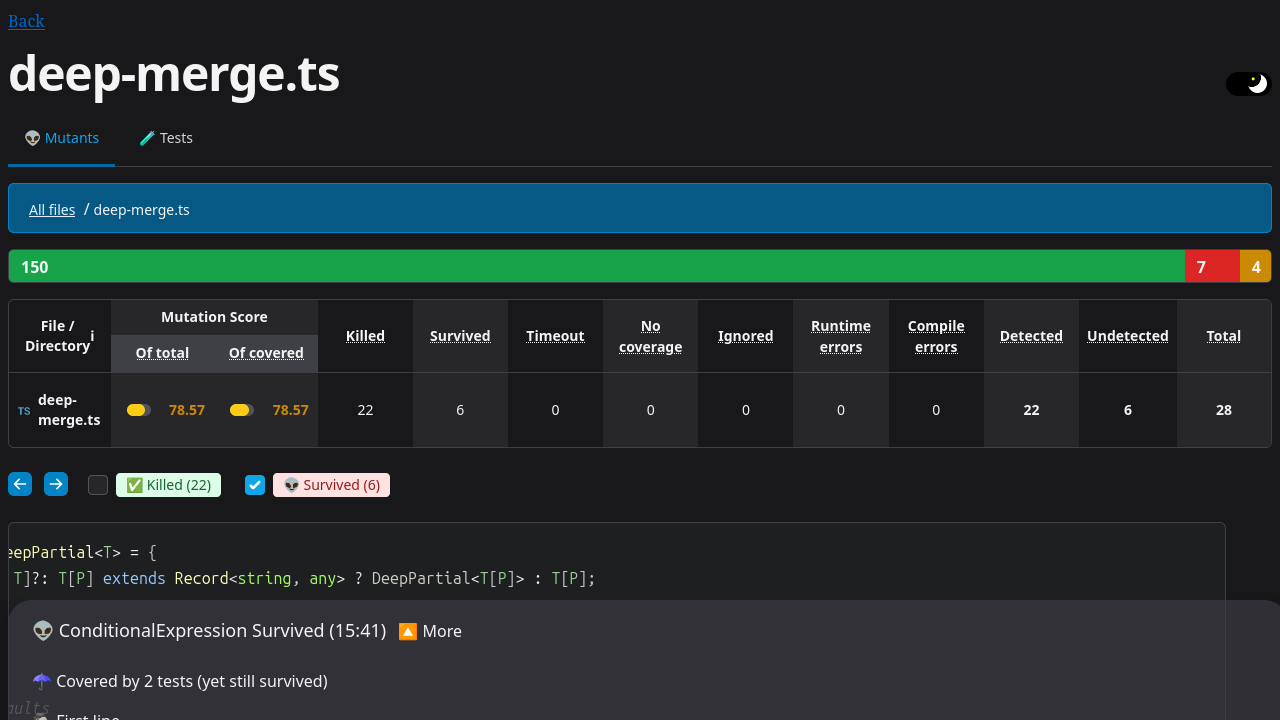 Back
deep-merge.ts
👽 Mutants
🧪 Tests
All files / deep-merge.ts
150 7 4
File / Directory i
Mutation Score
Of total
Of covered
Killed
Survived
Timeout
No coverage
Ignored
Runtime errors
Compile errors
Detected
Undetected
Total
TS deep-merge.ts 78.57 78.57 22 6 0 0 0 0 0 22 6 28
✅ Killed (22)
👽 Survived (6)
eepPartial<T> = {
T]?: T[P] extends Record<string, any> ? DeepPartial<T[P]> : T[P];
👽 ConditionalExpression Survived (15:41) 🔼 More
☂️ Covered by 2 tests (yet still survived)
aults
First line